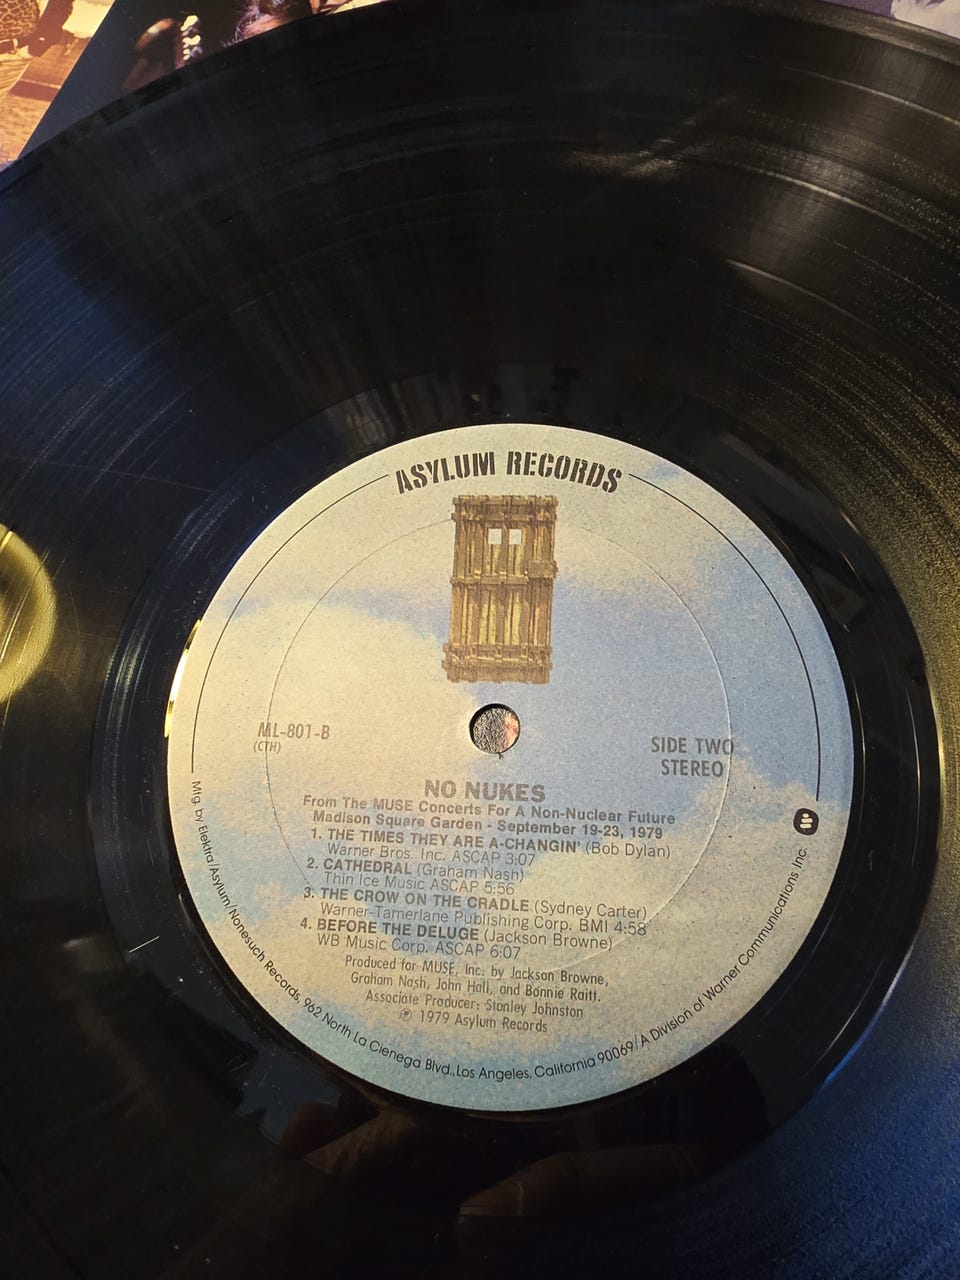 ASYLUM RECORDS
ML-801-B
(CTH)
SIDE TWO
STEREO
NO NUKES
From The MUSE Concerts For A Non-Nuclear Future
Madison Square Garden - September 19-23, 1979
1. THE TIMES THEY ARE A-CHANGIN' (Bob Dylan)
Warner Bros. Inc. ASCAP 3:07
2. CATHEDRAL (Graham Nash)
Thin Ice Music ASCAP 5:56
3. THE CROW ON THE CRADLE (Sydney Carter)
Warner-Tamerlane Publishing Corp. BMI 4:58
4. BEFORE THE DELUGE (Jackson Browne)
WB Music Corp. ASCAP 6:07
Produced for MUSE, Inc. by Jackson Browne,
Graham Nash, John Hall, and Bonnie Raitt.
Associate Producer: Stanley Johnston
℗ 1979 Asylum Records
Mfg. by Elektra/Asylum/Nonesuch Records, 962 North La Cienega Blvd., Los Angeles, California 90069/A Division of Warner Communications Inc.